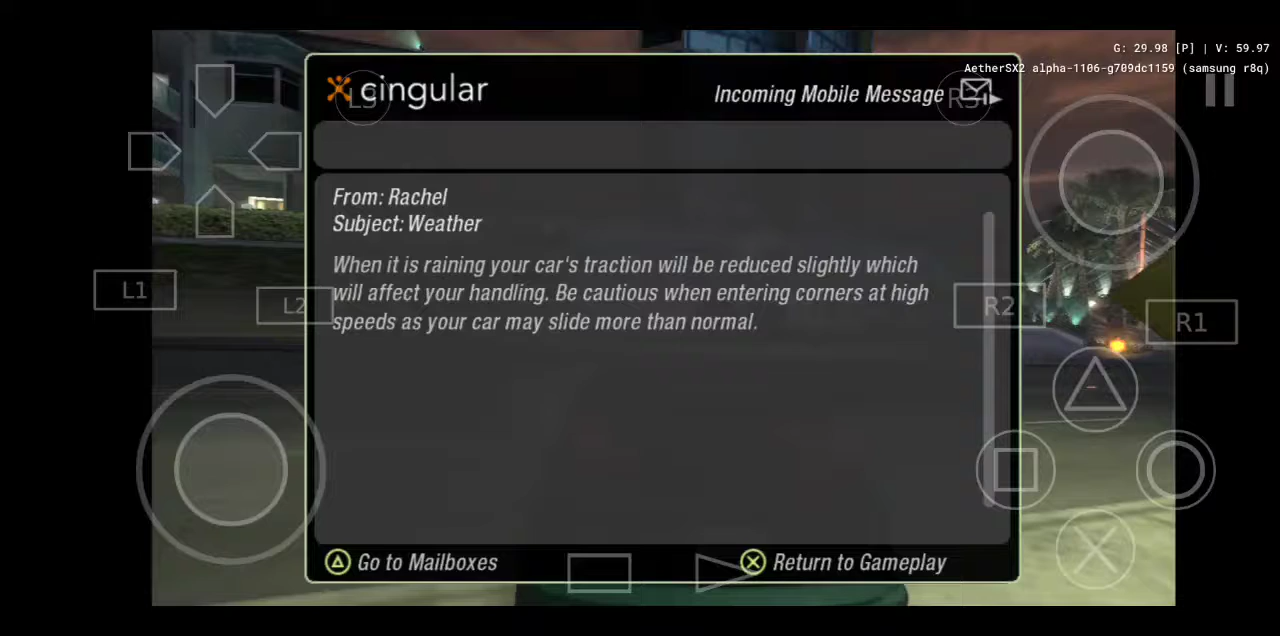 G: 29.98 [P] | V: 59.97
AetherSX2 alpha-1106-g709dc1159 (samsung r8q)
cingular
Incoming Mobile Message
L3
R3
From: Rachel
Subject: Weather
When it is raining your car's traction will be reduced slightly which
will affect your handling. Be cautious when entering corners at high
speeds as your car may slide more than normal.
L1
L2
R2
R1
Go to Mailboxes
Return to Gameplay